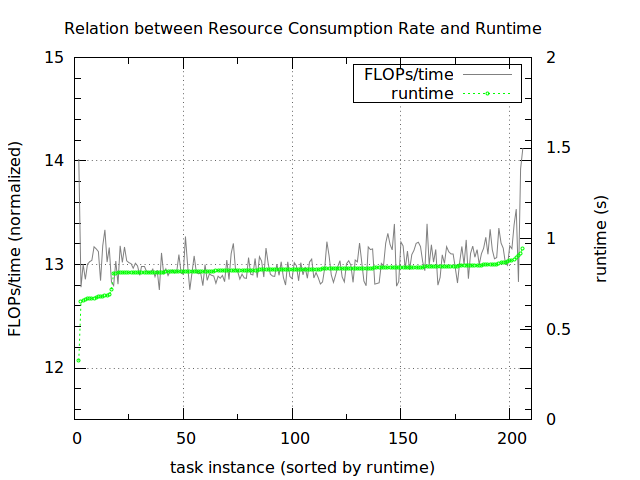 Relation between Resource Consumption Rate and Runtime
FLOPs/time
runtime
15
14
13
12
FLOPs/time (normalized)
2
1.5
1
0.5
0
runtime (s)
0 50 100 150 200
task instance (sorted by runtime)